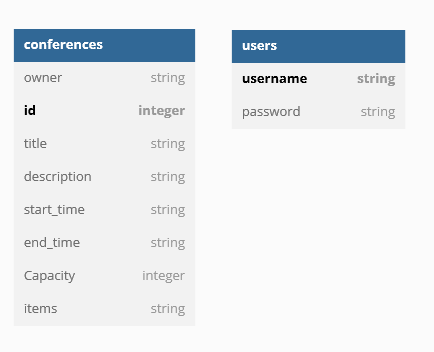 conferences
owner string
id integer
title string
description string
start_time string
end_time string
Capacity integer
items string
users
username string
password string